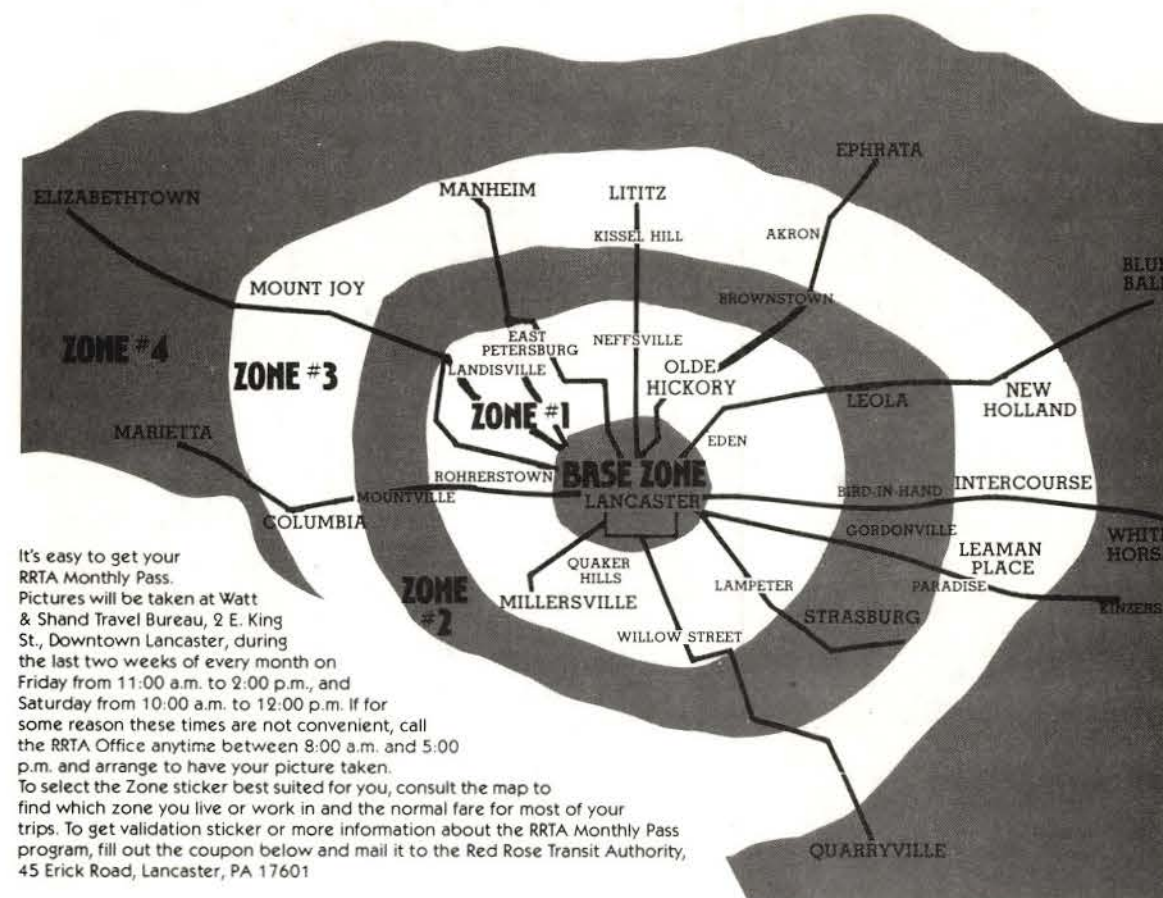 EPHRATA
MANHEIM
LITITZ
ELIZABETHTOWN
KISSEL HILL
AKRON
MOUNT JOY
BROWNSTOWN
EAST
PETERSBURG
NEFFSVILLE
ZONE #4
ZONE #3
LANDISVILLE
OLDE
HICKORY
NEW
HOLLAND
LEOLA
ZONE #1
MARIETTA
EDEN
ROHRERSTOWN
BASE ZONE
LANCASTER
MOUNTVILLE
BIRD-IN-HAND
INTERCOURSE
COLUMBIA
GORDONVILLE
LEAMAN
PLACE
QUAKER
HILLS
MILLERSVILLE
LAMPETER
PARADISE
ZONE
#2
STRASBURG
WILLOW STREET
QUARRYVILLE
It's easy to get your
RRTA Monthly Pass.
Pictures will be taken at Watt
& Shand Travel Bureau, 2 E. King
St., Downtown Lancaster, during
the last two weeks of every month on
Friday from 11:00 a.m. to 2:00 p.m., and
Saturday from 10:00 a.m. to 12:00 p.m. If for
some reason these times are not convenient, call
the RRTA Office anytime between 8:00 a.m. and 5:00
p.m. and arrange to have your picture taken.
To select the Zone sticker best suited for you, consult the map to
find which zone you live or work in and the normal fare for most of your
trips. To get validation sticker or more information about the RRTA Monthly Pass
program, fill out the coupon below and mail it to the Red Rose Transit Authority,
45 Erick Road, Lancaster, PA 17601